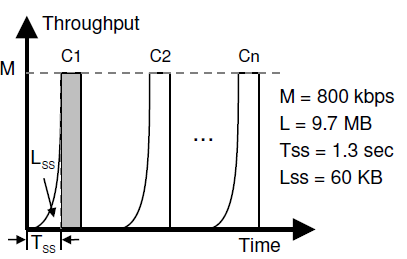 Throughput
C1 C2 Cn
M
M = 800 kbps
L = 9.7 MB
Tss = 1.3 sec
Lss = 60 KB
...
LSS
TSS
Time